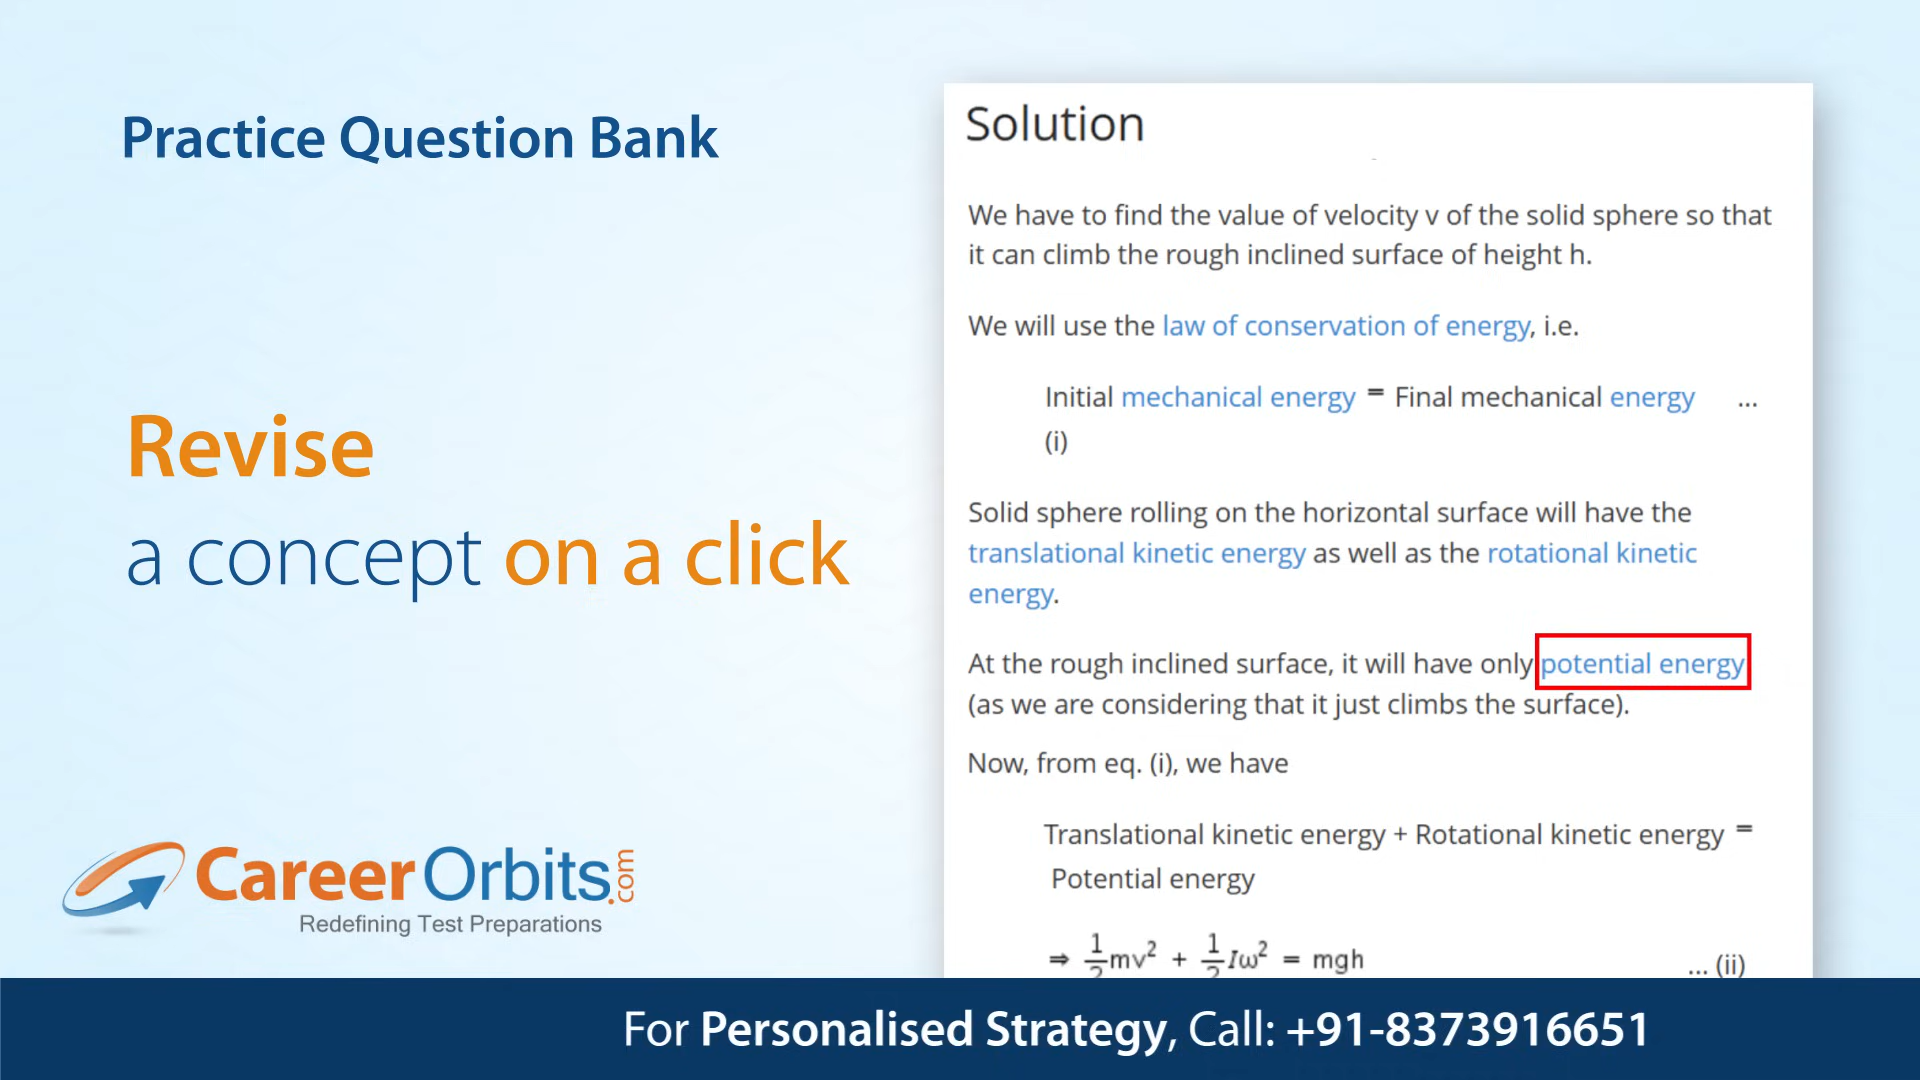 Practice Question Bank
Revise
a concept on a click
CareerOrbits.com
Redefining Test Preparations
Solution
We have to find the value of velocity v of the solid sphere so that
it can climb the rough inclined surface of height h.
We will use the law of conservation of energy, i.e.
Initial mechanical energy = Final mechanical energy ...
(i)
Solid sphere rolling on the horizontal surface will have the
translational kinetic energy as well as the rotational kinetic
energy.
At the rough inclined surface, it will have only potential energy
(as we are considering that it just climbs the surface).
Now, from eq. (i), we have
Translational kinetic energy + Rotational kinetic energy =
Potential energy
⇒ 1/2 mv² + 1/2 Iω² = mgh ... (ii)
For Personalised Strategy, Call: +91-8373916651